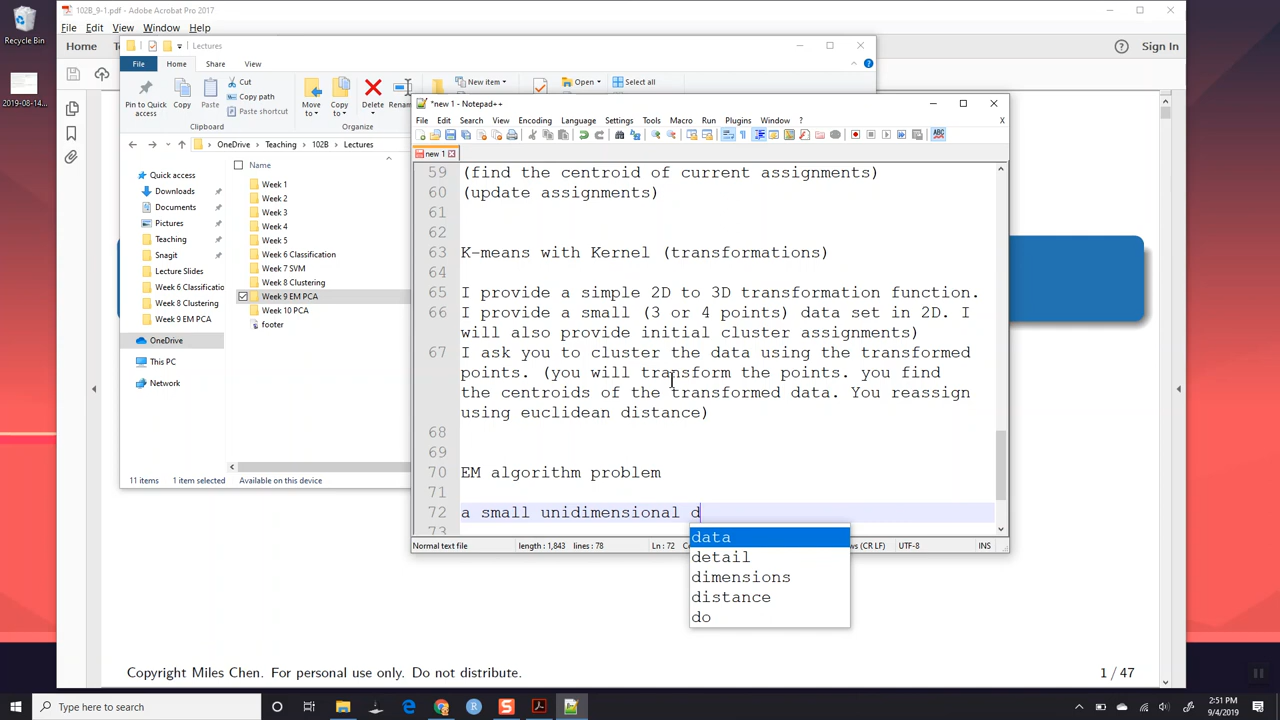 Recycle Bin
2019-08-14...
102B_9-1.pdf - Adobe Acrobat Pro 2017
File Edit View Window Help
Home
Sign In
Lectures
File Home Share View
Pin to Quick access
Copy
Paste
Cut
Copy path
Paste shortcut
Clipboard
Move to
Copy to
Delete
Renam
New item
Open
Select all
Organize
OneDrive > Teaching > 102B > Lectures
Name
Quick access
Downloads
Documents
Pictures
Teaching
Snagit
Lecture Slides
Week 6 Classificatio
Week 8 Clustering
Week 9 EM PCA
OneDrive
This PC
Network
Week 1
Week 2
Week 3
Week 4
Week 5
Week 6 Classification
Week 7 SVM
Week 8 Clustering
Week 9 EM PCA
Week 10 PCA
footer
11 items 1 item selected Available on this device
*new 1 - Notepad++
File Edit Search View Encoding Language Settings Tools Macro Run Plugins Window ? X
new 1
59 (find the centroid of current assignments)
60 (update assignments)
61
62
63 K-means with Kernel (transformations)
64
65 I provide a simple 2D to 3D transformation function.
66 I provide a small (3 or 4 points) data set in 2D. I
will also provide initial cluster assignments)
67 I ask you to cluster the data using the transformed
points. (you will transform the points. you find
the centroids of the transformed data. You reassign
using euclidean distance)
68
69
70 EM algorithm problem
71
72 a small unidimensional d
73
data
detail
dimensions
distance
do
Normal text file length : 1,843 lines : 78 Ln : 72 ws (CR LF) UTF-8 INS
Copyright Miles Chen. For personal use only. Do not distribute. 1 / 47
Type here to search
2:51 PM
9/4/2019